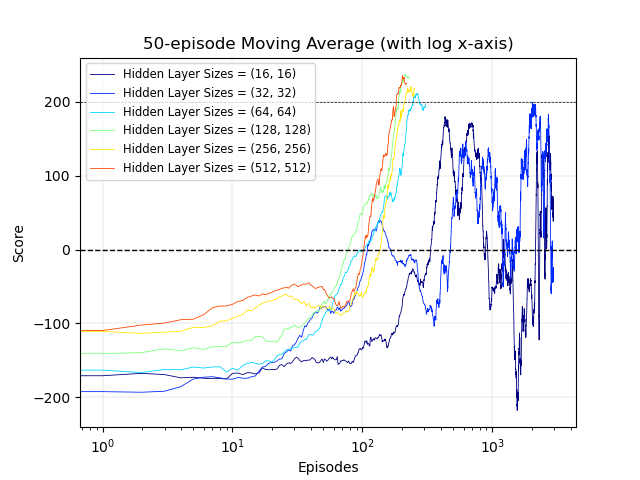 50-episode Moving Average (with log x-axis)
Hidden Layer Sizes = (16, 16)
Hidden Layer Sizes = (32, 32)
Hidden Layer Sizes = (64, 64)
Hidden Layer Sizes = (128, 128)
Hidden Layer Sizes = (256, 256)
Hidden Layer Sizes = (512, 512)
Score
200
100
0
−100
−200
10⁰ 10¹ 10² 10³
Episodes